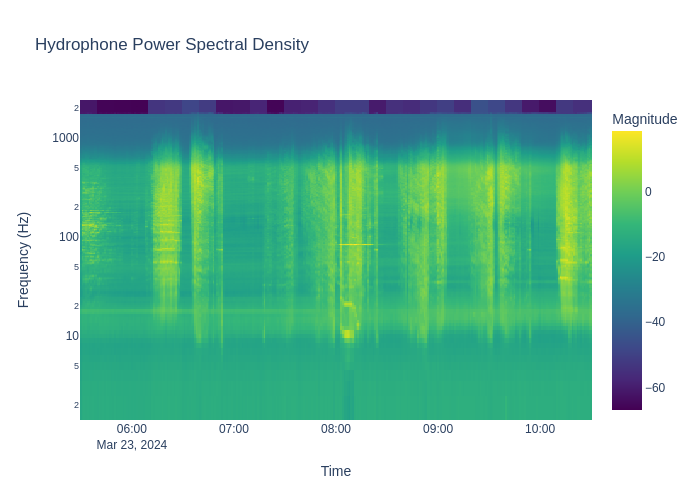 Hydrophone Power Spectral Density
Magnitude
0
−20
−40
−60
Frequency (Hz)
2
1000
5
2
100
5
2
10
5
2
06:00 07:00 08:00 09:00 10:00
Mar 23, 2024
Time